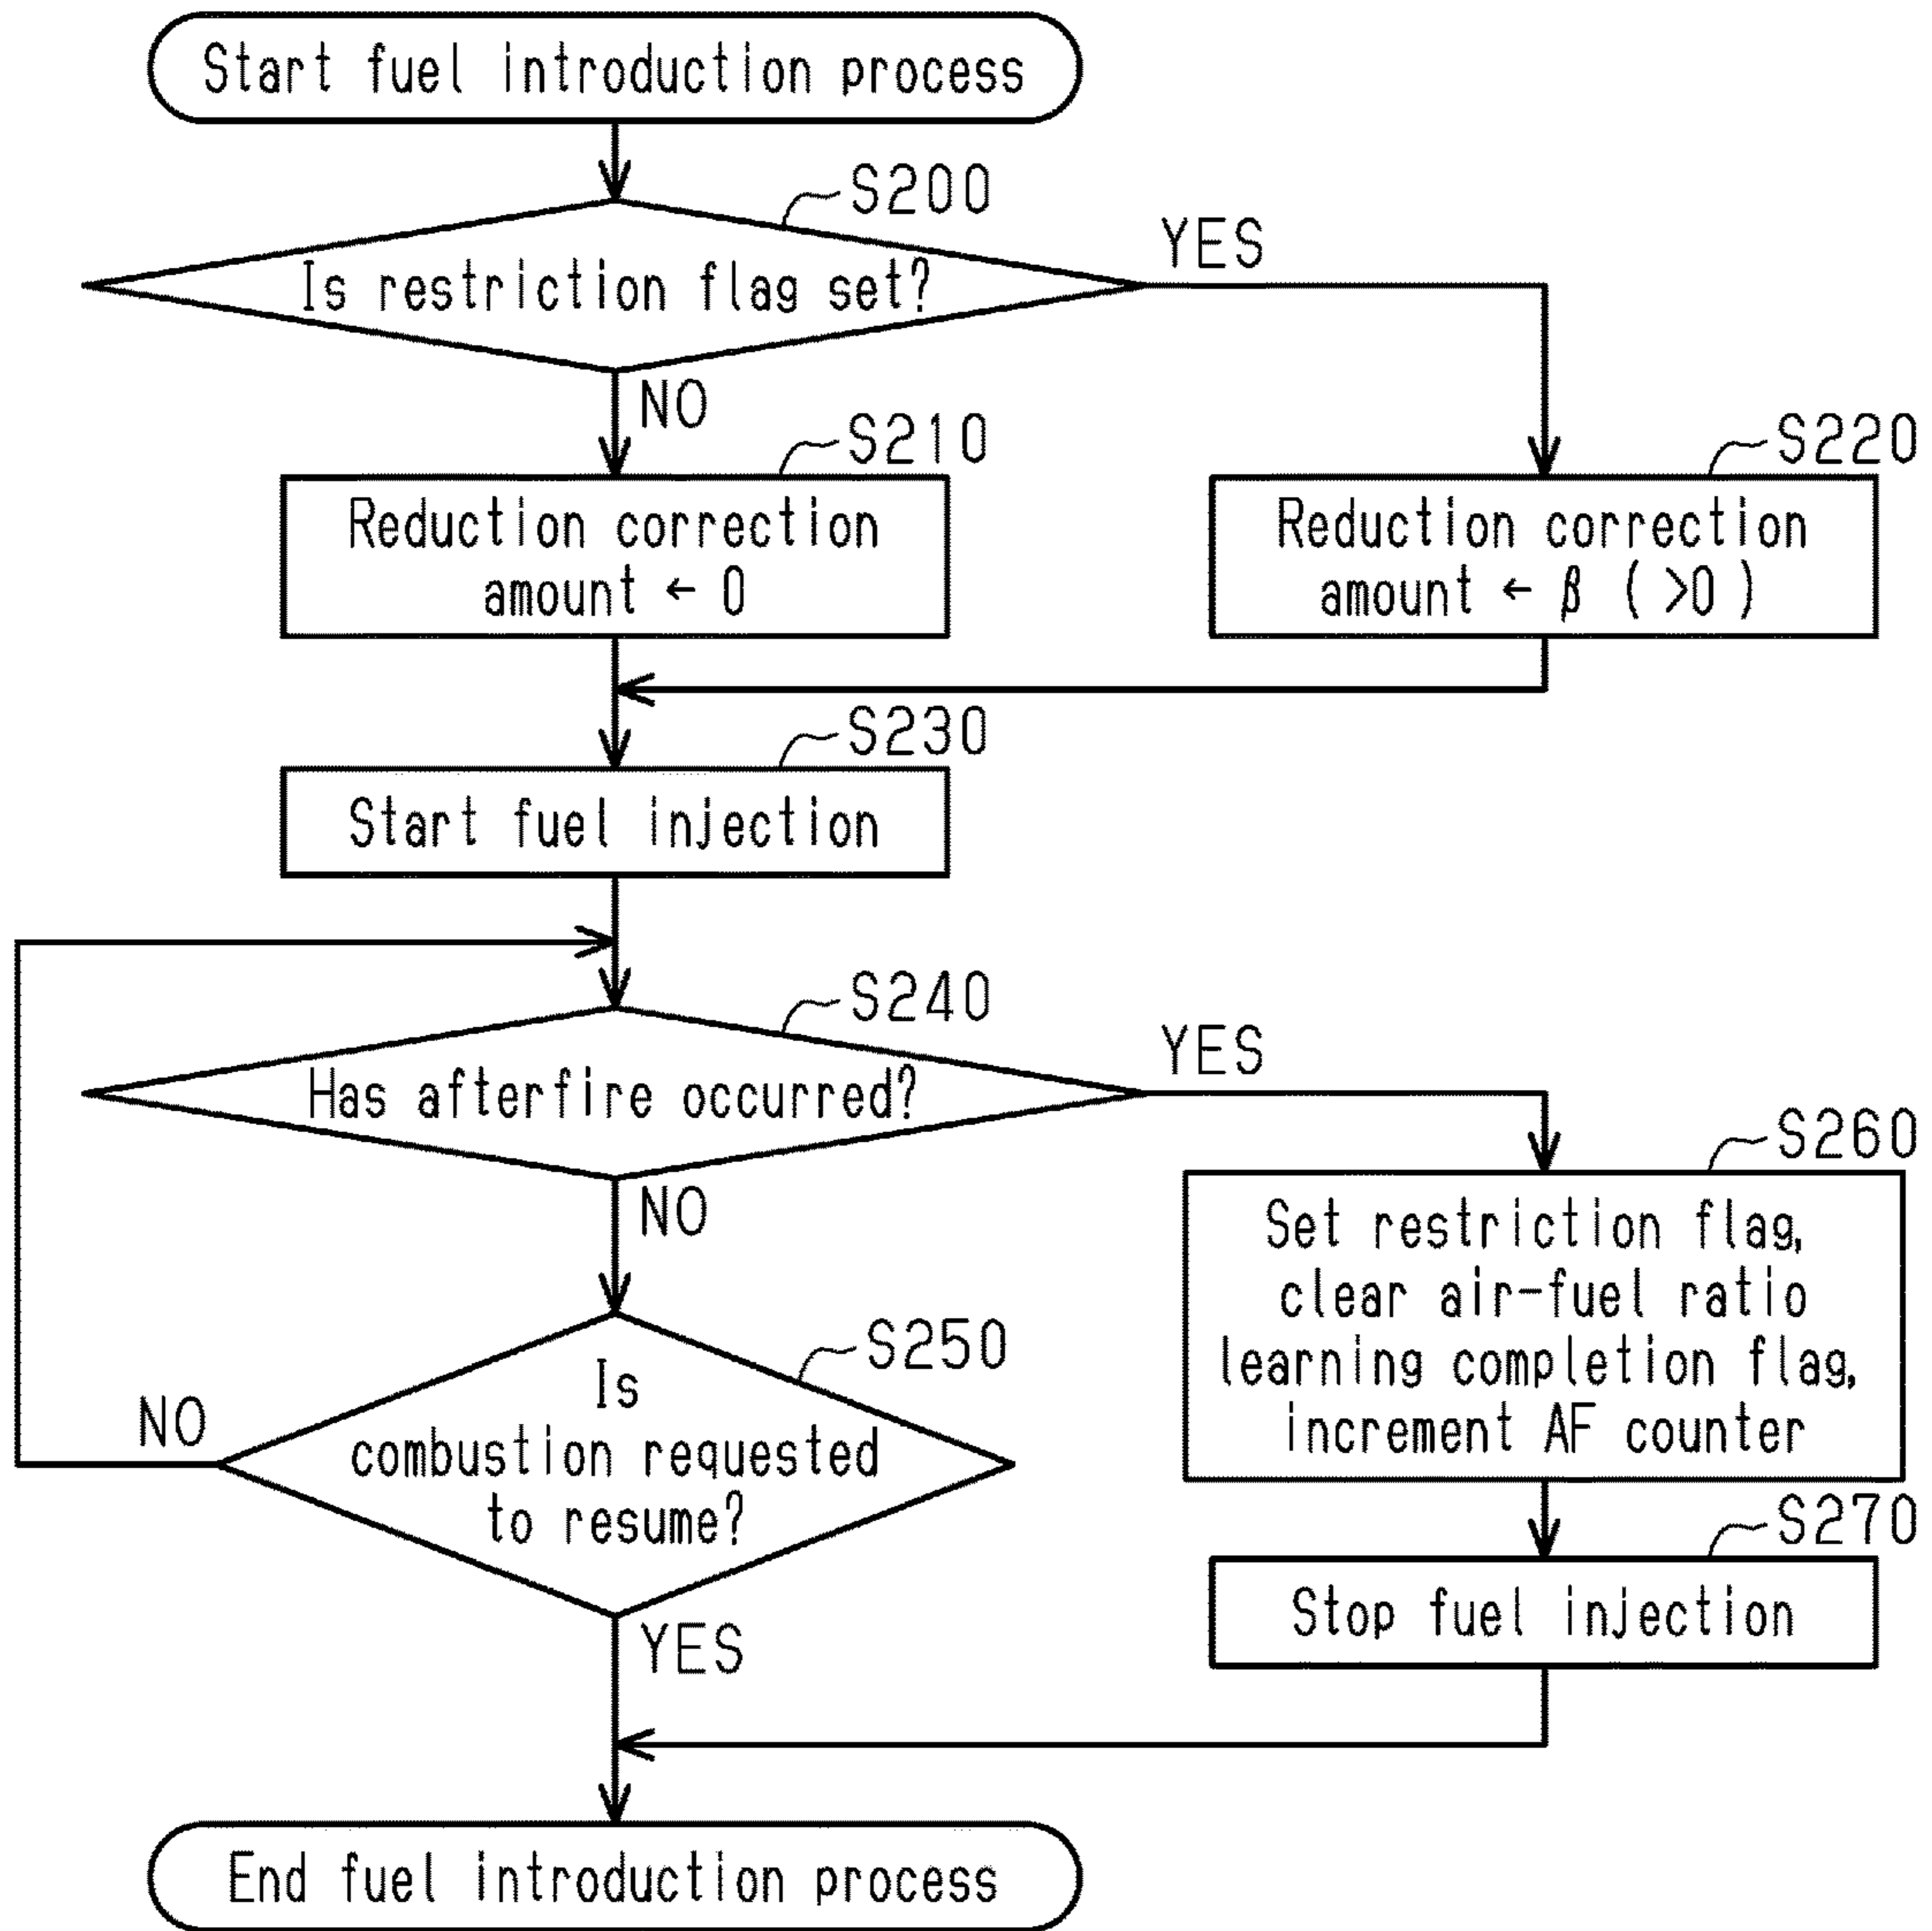 Start fuel introduction process
S200
YES
Is restriction flag set?
NO
S210
S220
Reduction correction
amount ← 0
Reduction correction
amount ← β (>0)
S230
Start fuel injection
S240
YES
Has afterfire occurred?
NO
S260
Set restriction flag,
clear air-fuel ratio
learning completion flag,
increment AF counter
S250
Is
combustion requested
to resume?
NO
YES
S270
Stop fuel injection
End fuel introduction process